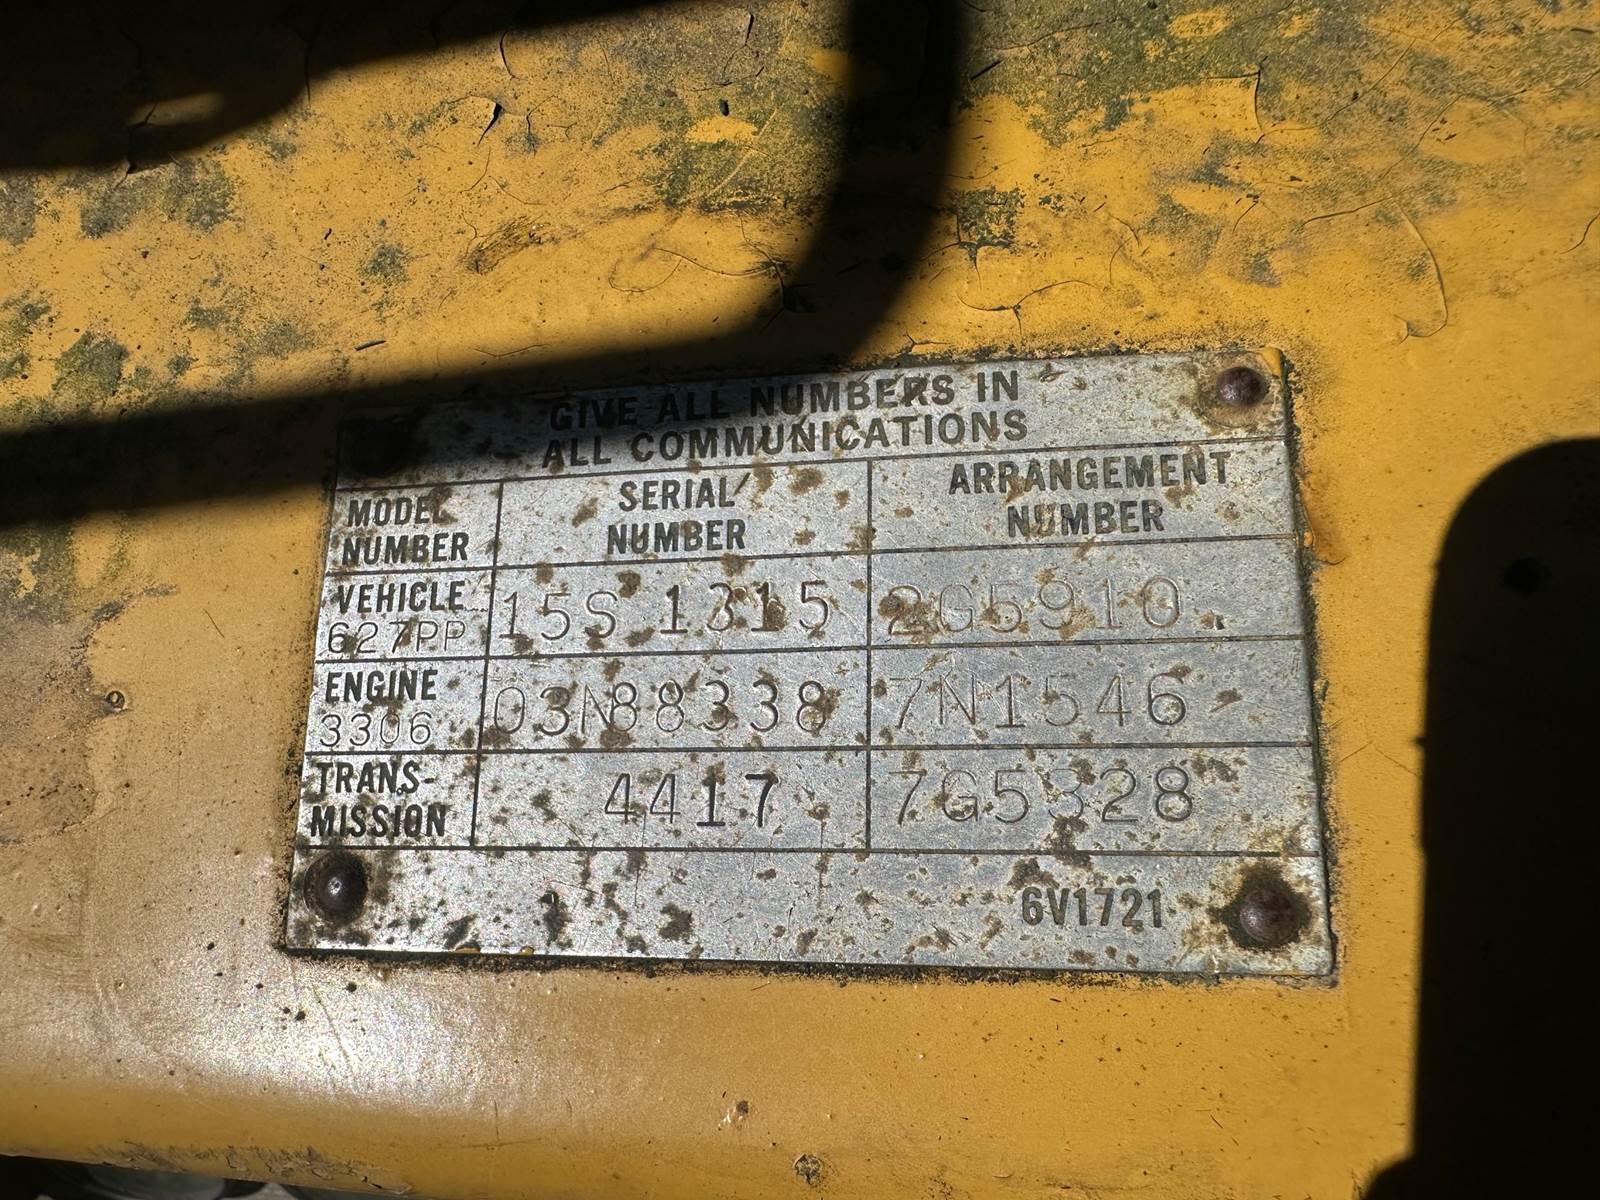 GIVE ALL NUMBERS IN
ALL COMMUNICATIONS
MODEL
NUMBER
SERIAL
NUMBER
ARRANGEMENT
NUMBER
VEHICLE
627PP
15S 1315
2G5910
ENGINE
3306
03N88338
7N1546
TRANS-
MISSION
4417
7G5328
6V1721